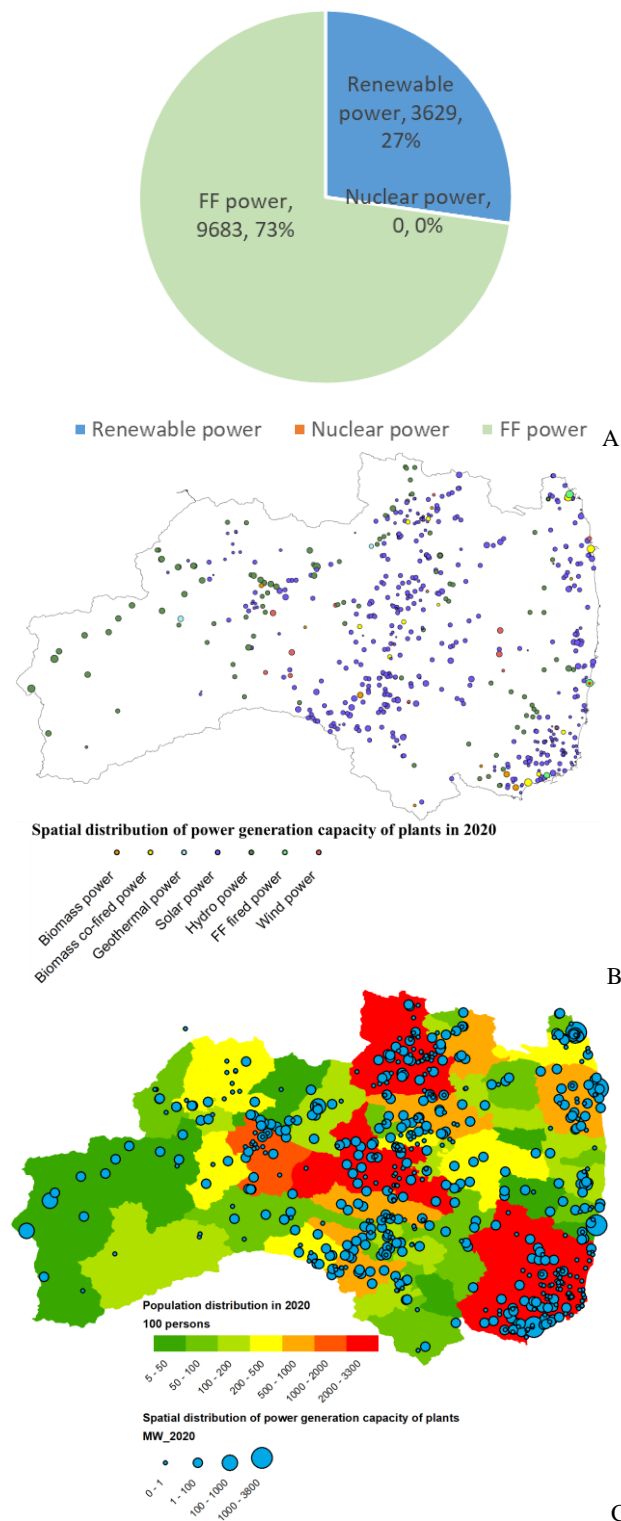 Renewable
power, 3629,
27%
FF power,
9683, 73%
Nuclear power,
0, 0%
Renewable power
Nuclear power
FF power
A
Spatial distribution of power generation capacity of plants in 2020
Biomass power
Biomass co-fired power
Geothermal power
Solar power
Hydro power
FF fired power
Wind power
B
Population distribution in 2020
100 persons
5 - 50
50 - 100
100 - 200
200 - 500
500 - 1000
1000 - 2000
2000 - 3300
Spatial distribution of power generation capacity of plants
MW_2020
0 - 1
1 - 100
100 - 1000
1000 - 3800
C